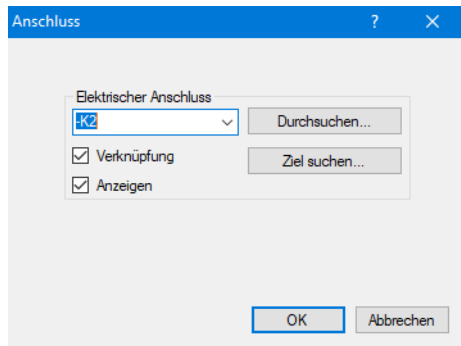 Anschluss ?
Elektrischer Anschluss
-K2 Durchsuchen...
Verknüpfung Ziel suchen...
Anzeigen
OK Abbrechen